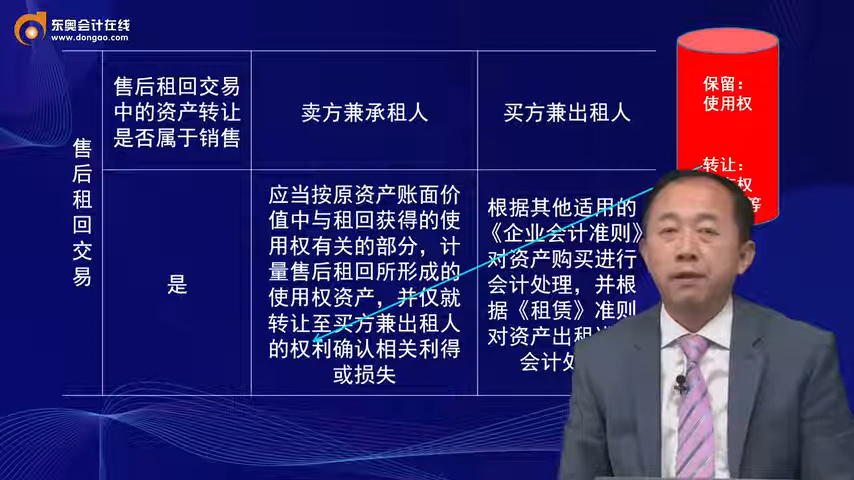 东奥会计在线
www.dongao.com
售后租回交易
中的资产转让
是否属于销售
卖方兼承租人
买方兼出租人
售后租回交易
是
应当按原资产账面价
值中与租回获得的使
用权有关的部分，计
量售后租回所形成的
使用权资产，并仅就
转让至买方兼出租人
的权利确认相关利得
或损失
根据其他适用的
《企业会计准则》
对资产购买进行
会计处理，并根
据《租赁》准则
对资产出租
会计处
保留：
使用权
转让：
权
等